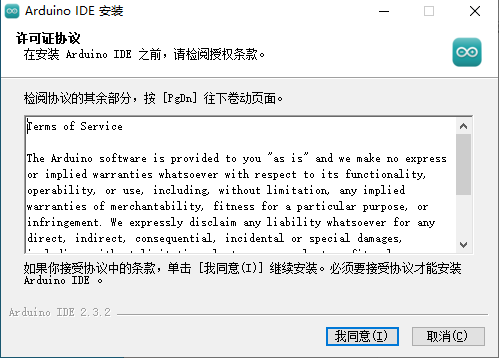 Arduino IDE 安装
许可证协议
在安装 Arduino IDE 之前，请检阅授权条款。
检阅协议的其余部分，按 [PgDn] 往下卷动页面。
Terms of Service
The Arduino software is provided to you "as is" and we make no express
or implied warranties whatsoever with respect to its functionality,
operability, or use, including, without limitation, any implied
warranties of merchantability, fitness for a particular purpose, or
infringement. We expressly disclaim any liability whatsoever for any
direct, indirect, consequential, incidental or special damages,
如果你接受协议中的条款，单击 [我同意(I)] 继续安装。必须要接受协议才能安装
Arduino IDE 。
Arduino IDE 2.3.2
我同意(I)
取消(C)